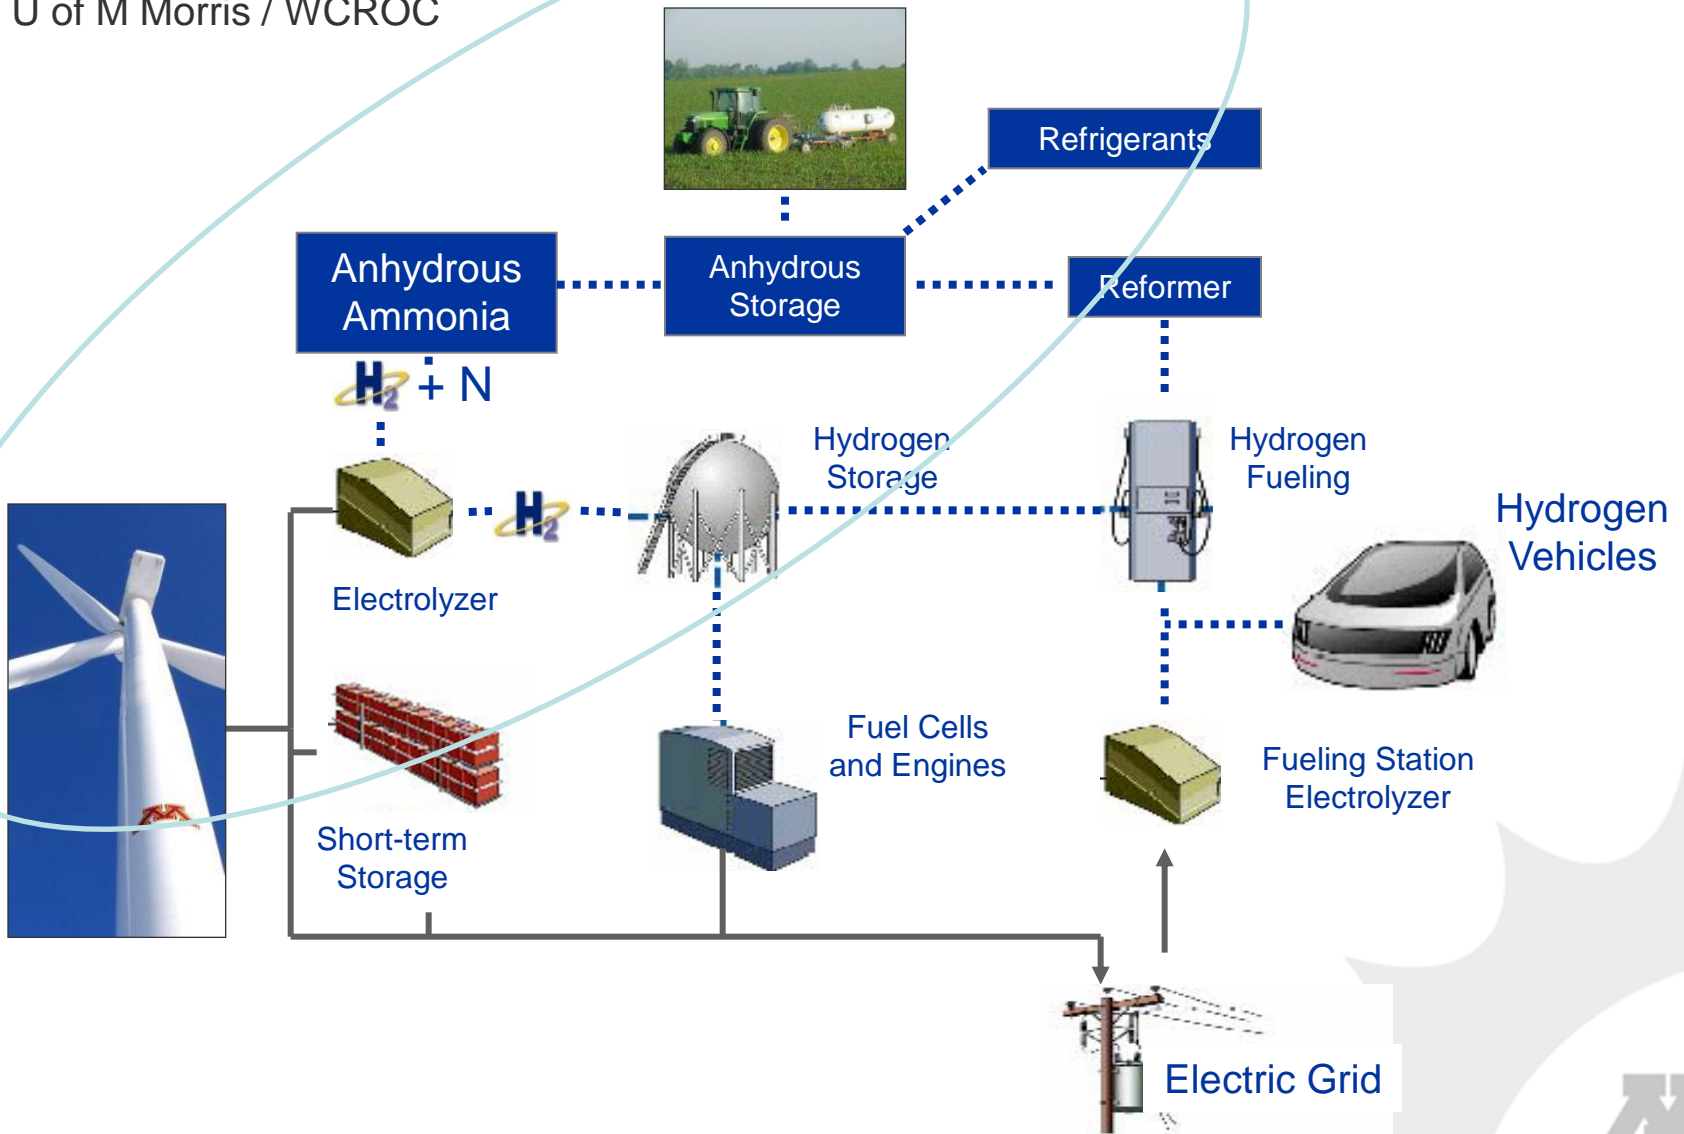 U of M Morris / WCROC
Refrigerants
Anhydrous
Ammonia
Anhydrous
Storage
Reformer
H2 + N
Hydrogen
Storage
Hydrogen
Fueling
H2
Hydrogen
Vehicles
Electrolyzer
Fuel Cells
and Engines
Fueling Station
Electrolyzer
Short-term
Storage
Electric Grid